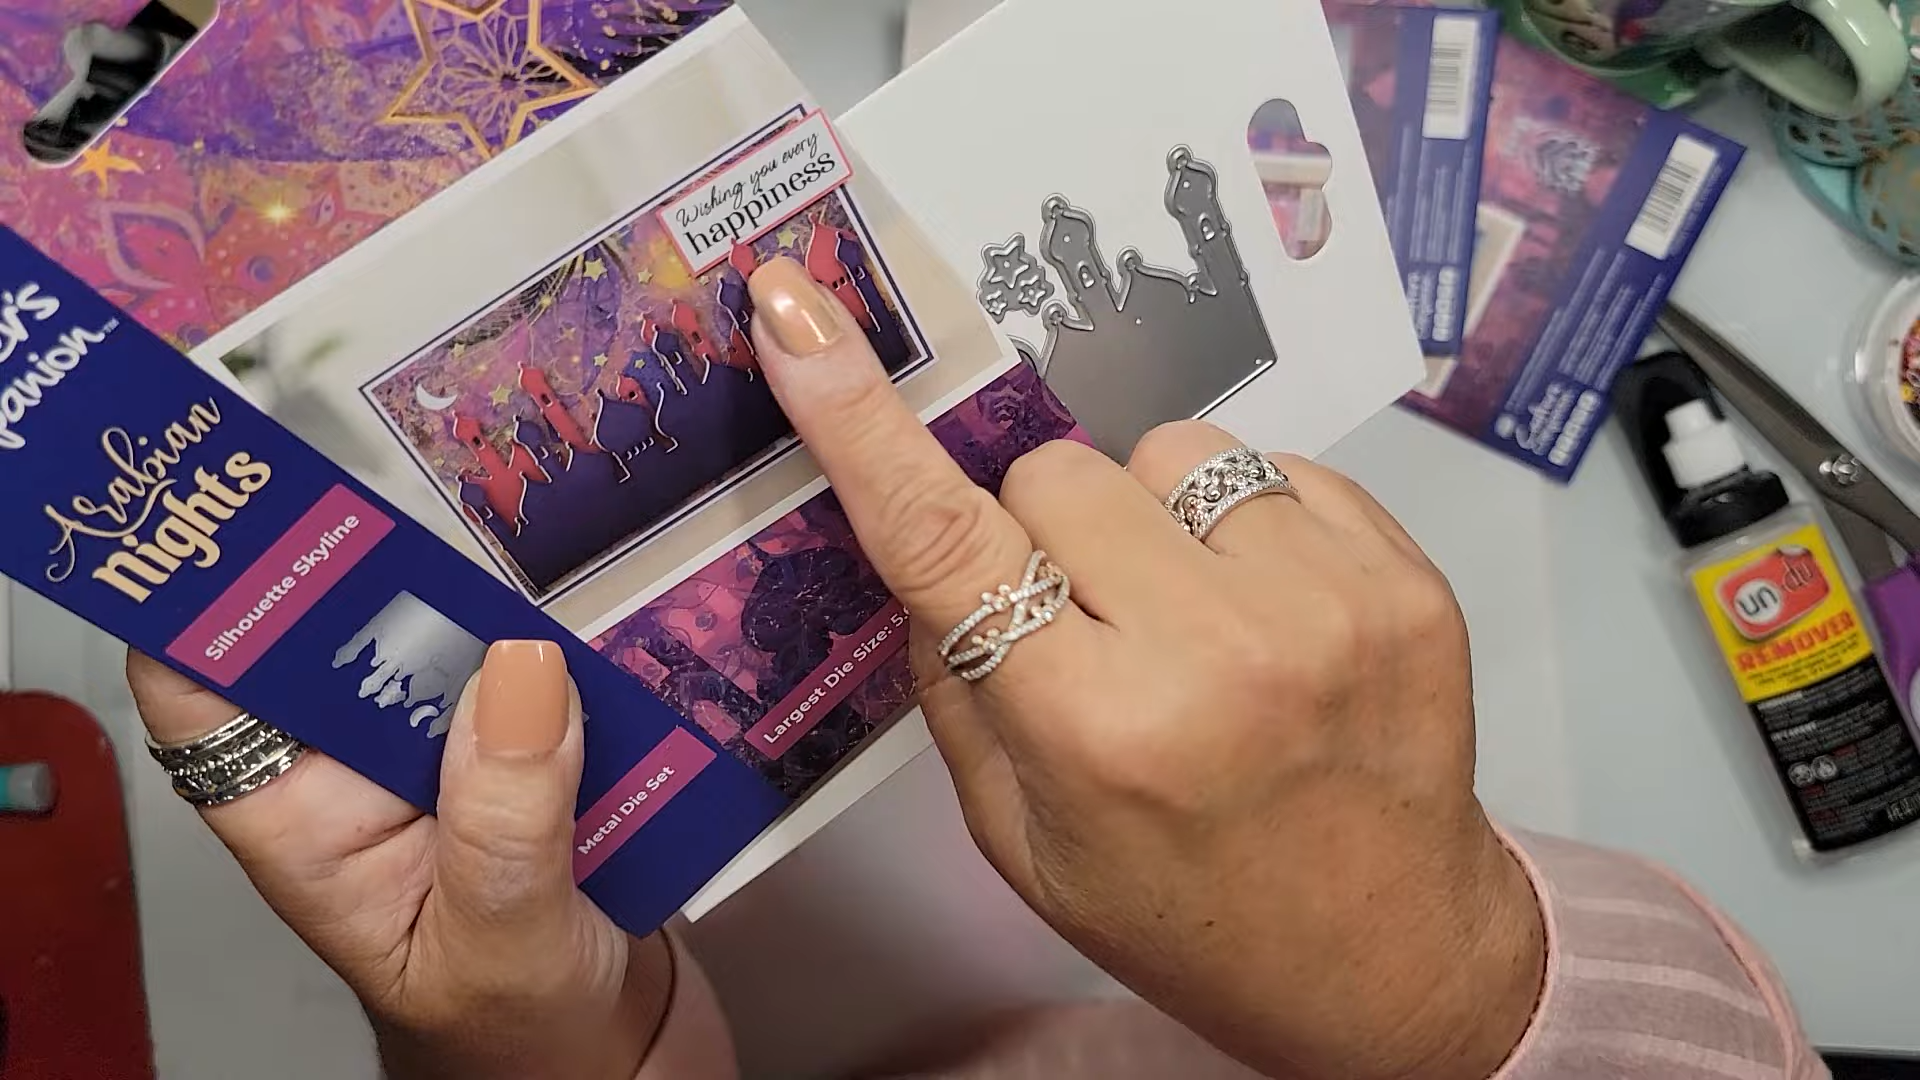 er's
panion™
Arabian
nights
Silhouette Skyline
Metal Die Set
Wishing you every
happiness
Largest Die Size: 5.
un du
REMOVER